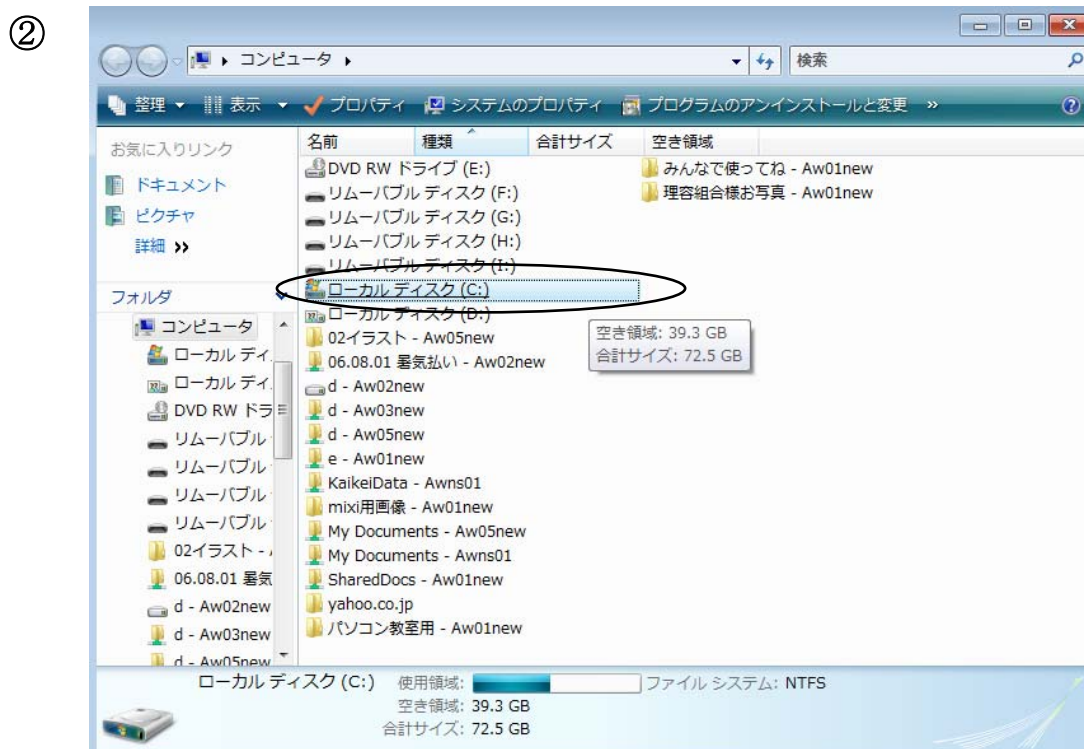 ②
コンピュータ
検索
整理 表示 プロパティ システムのプロパティ プログラムのアンインストールと変更 »
お気に入りリンク
ドキュメント
ピクチャ
詳細 »
フォルダ
コンピュータ
ローカル ディ
ローカル ディ
DVD RW ドラ
リムーバブル
リムーバブル
リムーバブル
リムーバブル
02イラスト -
06.08.01 暑気
d - Aw02new
d - Aw03new
d - Aw05new
名前 種類 合計サイズ 空き領域
DVD RW ドライブ (E:)
リムーバブル ディスク (F:)
リムーバブル ディスク (G:)
リムーバブル ディスク (H:)
リムーバブル ディスク (I:)
ローカル ディスク (C:)
ローカル ディスク (D:)
02イラスト - Aw05new
06.08.01 暑気払い - Aw02new
d - Aw02new
d - Aw03new
d - Aw05new
e - Aw01new
KaikeiData - Awns01
mixi用画像 - Aw01new
My Documents - Aw05new
My Documents - Awns01
SharedDocs - Aw01new
yahoo.co.jp
パソコン教室用 - Aw01new
みんなで使ってね - Aw01new
理容組合様お写真 - Aw01new
空き領域: 39.3 GB
合計サイズ: 72.5 GB
ローカル ディスク (C:) 使用領域: ファイル システム: NTFS
空き領域: 39.3 GB
合計サイズ: 72.5 GB